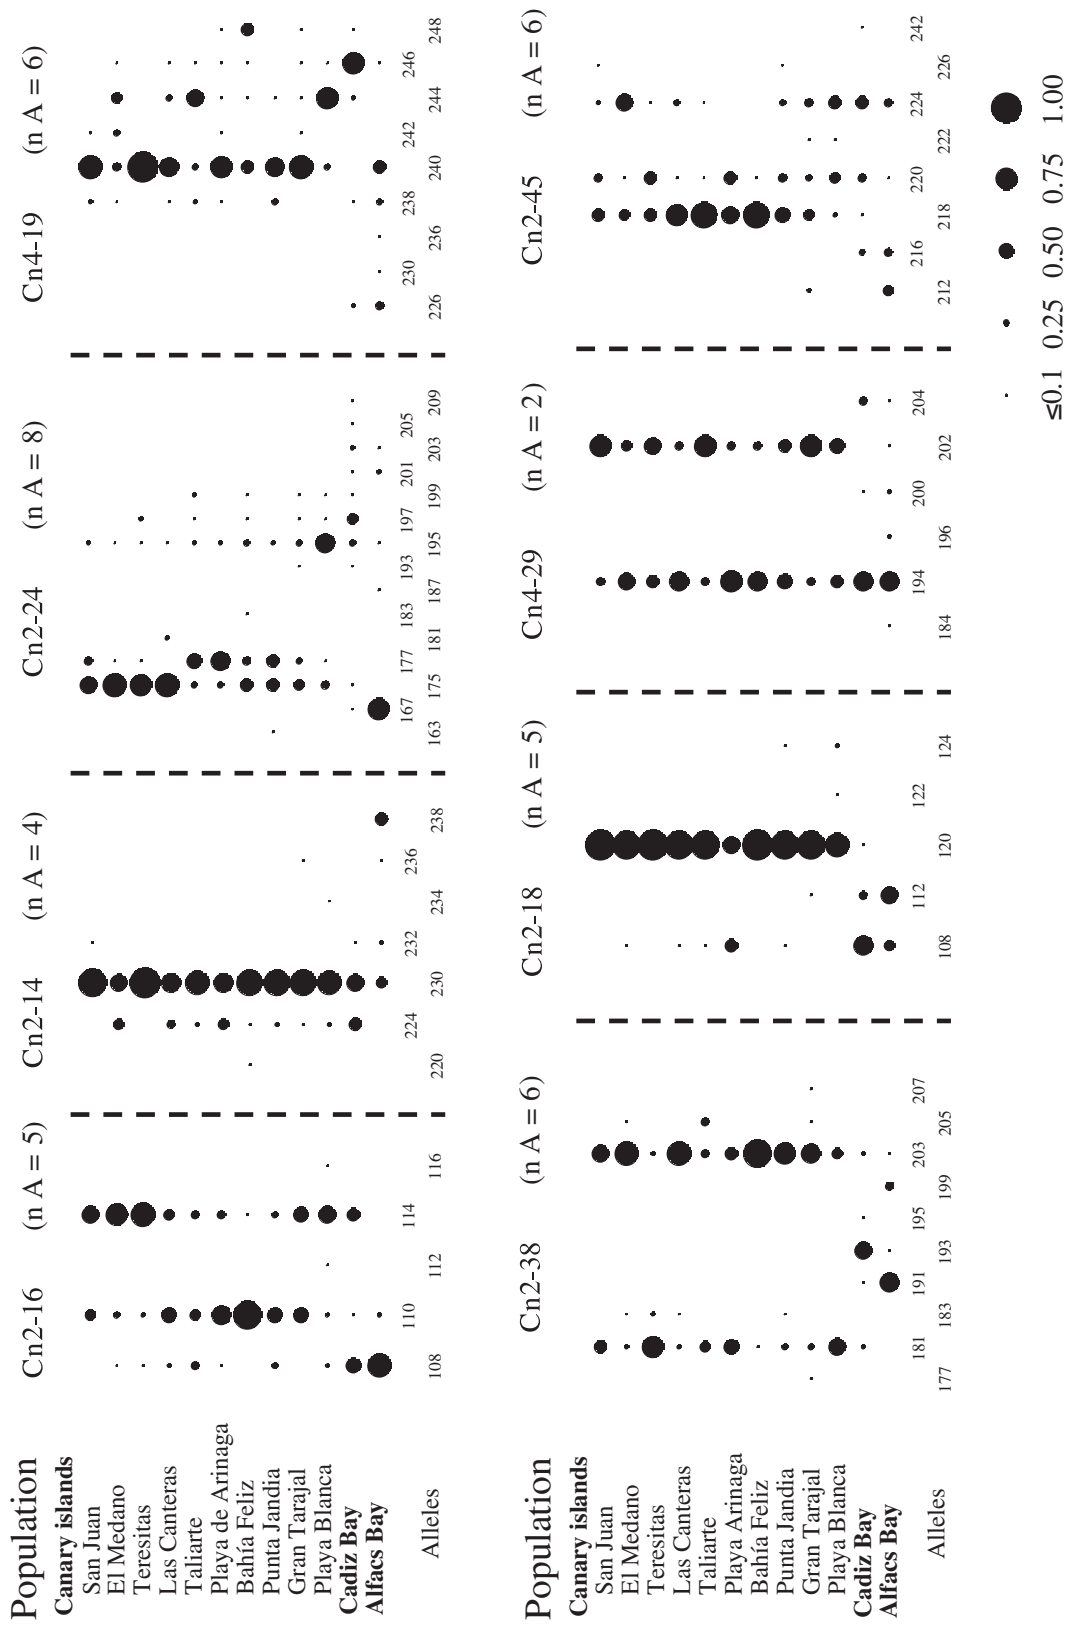 Population Cn2-16 (n A = 5) Cn2-14 (n A = 4) Cn2-24 (n A = 8) Cn4-19 (n A = 6)
Canary islands
San Juan
El Medano
Teresitas
Las Canteras
Taliarte
Playa de Arinaga
Bahía Feliz
Punta Jandia
Gran Tarajal
Playa Blanca
Cadiz Bay
Alfacs Bay
110 114 224 232 234 236 167 175 177 181 183 187 193 195 197 199 226 230 236 238
Alleles 108 112 116 220 230 238 163 201 203 205 209 240 242 244 246 248
Population Cn2-38 (n A = 6) Cn2-18 (n A = 5) Cn4-29 (n A = 2) Cn2-45 (n A = 6)
Canary islands
San Juan
El Medano
Teresitas
Las Canteras
Taliarte
Playa Arinaga
Bahía Feliz
Punta Jandia
Gran Tarajal
Playa Blanca
Cadiz Bay
Alfacs Bay
181 191 195 199 203 207 112 122 194 200 204 216 222 226 242
Alleles 177 183 193 205 108 120 124 184 196 202 212 218 220 224
≤0.1 0.25 0.50 0.75 1.00